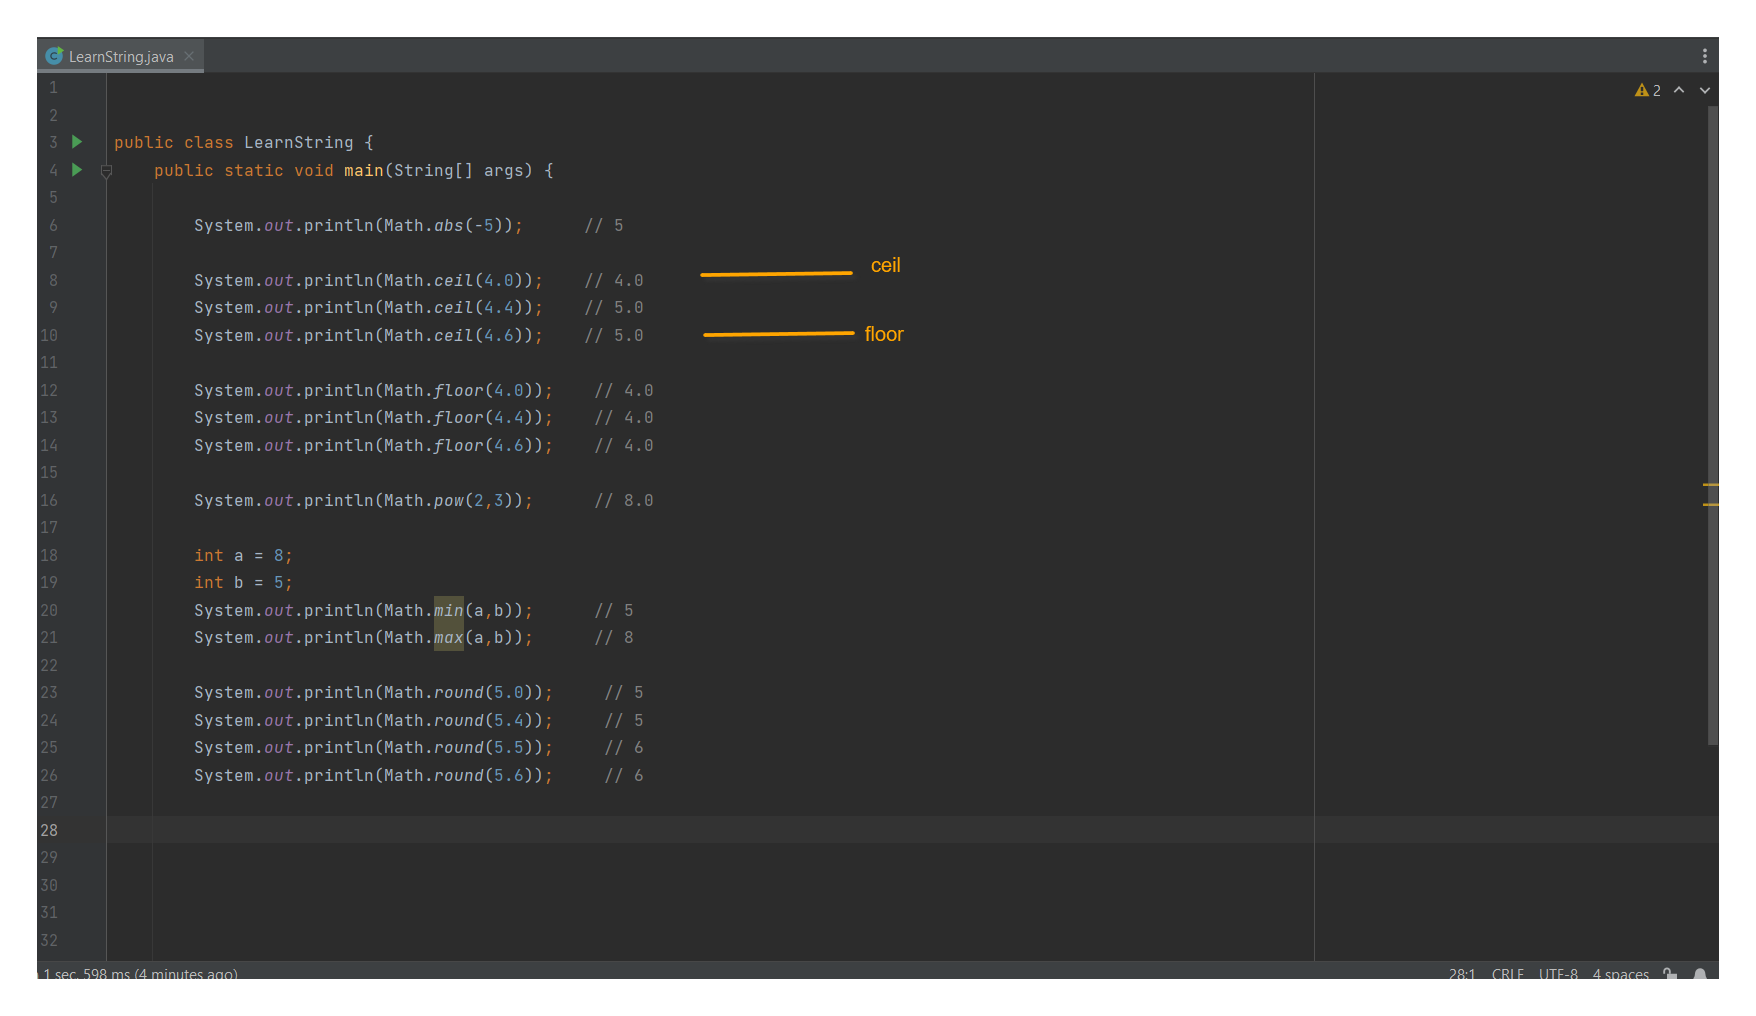 LearnString.java
2
1
2
3 public class LearnString {
4 public static void main(String[] args) {
5
6 System.out.println(Math.abs(-5)); // 5
7
ceil
8 System.out.println(Math.ceil(4.0)); // 4.0
9 System.out.println(Math.ceil(4.4)); // 5.0
10 System.out.println(Math.ceil(4.6)); // 5.0 floor
11
12 System.out.println(Math.floor(4.0)); // 4.0
13 System.out.println(Math.floor(4.4)); // 4.0
14 System.out.println(Math.floor(4.6)); // 4.0
15
16 System.out.println(Math.pow(2,3)); // 8.0
17
18 int a = 8;
19 int b = 5;
20 System.out.println(Math.min(a,b)); // 5
21 System.out.println(Math.max(a,b)); // 8
22
23 System.out.println(Math.round(5.0)); // 5
24 System.out.println(Math.round(5.4)); // 5
25 System.out.println(Math.round(5.5)); // 6
26 System.out.println(Math.round(5.6)); // 6
27
28
29
30
31
32
1 sec, 598 ms (4 minutes ago) 28:1 CRLF UTF-8 4 spaces